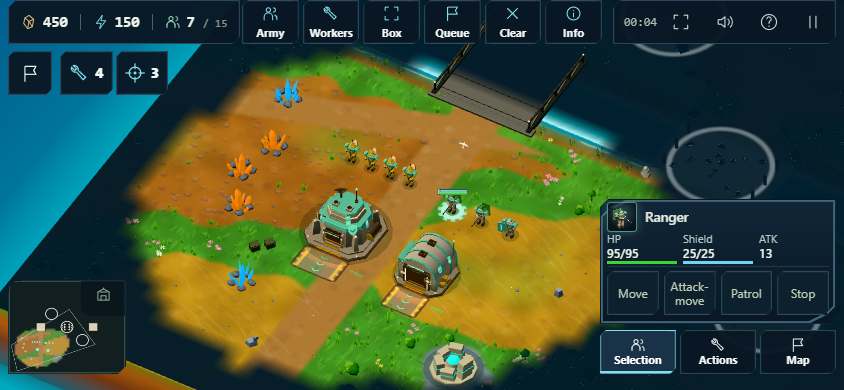 450 150 7 / 15
Army
Workers
Box
Queue
Clear
Info
00:04
4
3
Ranger
HP Shield ATK
95/95 25/25 13
Move
Attack-
move
Patrol
Stop
Selection
Actions
Map